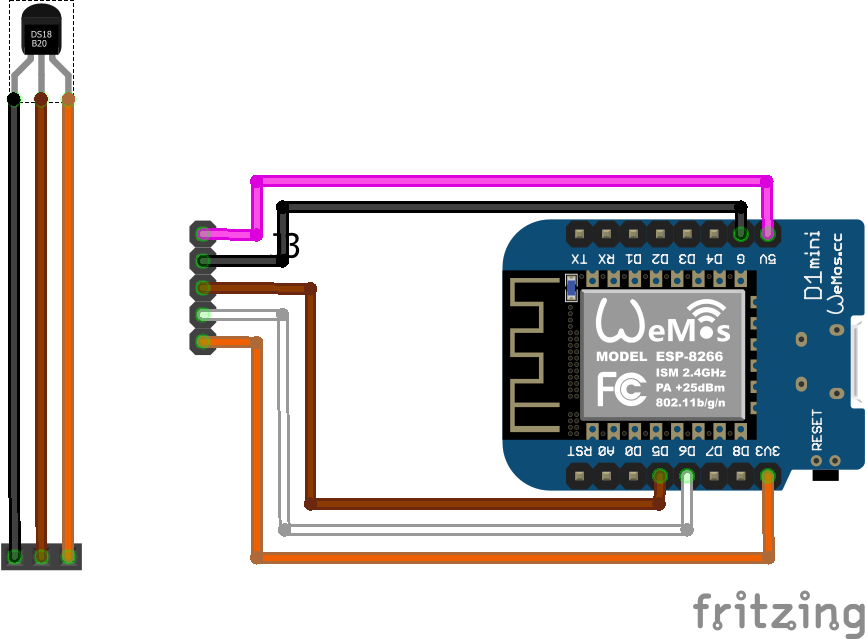 DS18
B20
J3
TX
RX
D1
D2
D3
D4
G
5V
D1 mini
WeMos.cc
WeMos
MODEL ESP-8266
ISM 2.4GHz
PA +25dBm
802.11b/g/n
FC
RST
A0
D0
D5
D6
D7
D8
3V3
RESET
fritzing